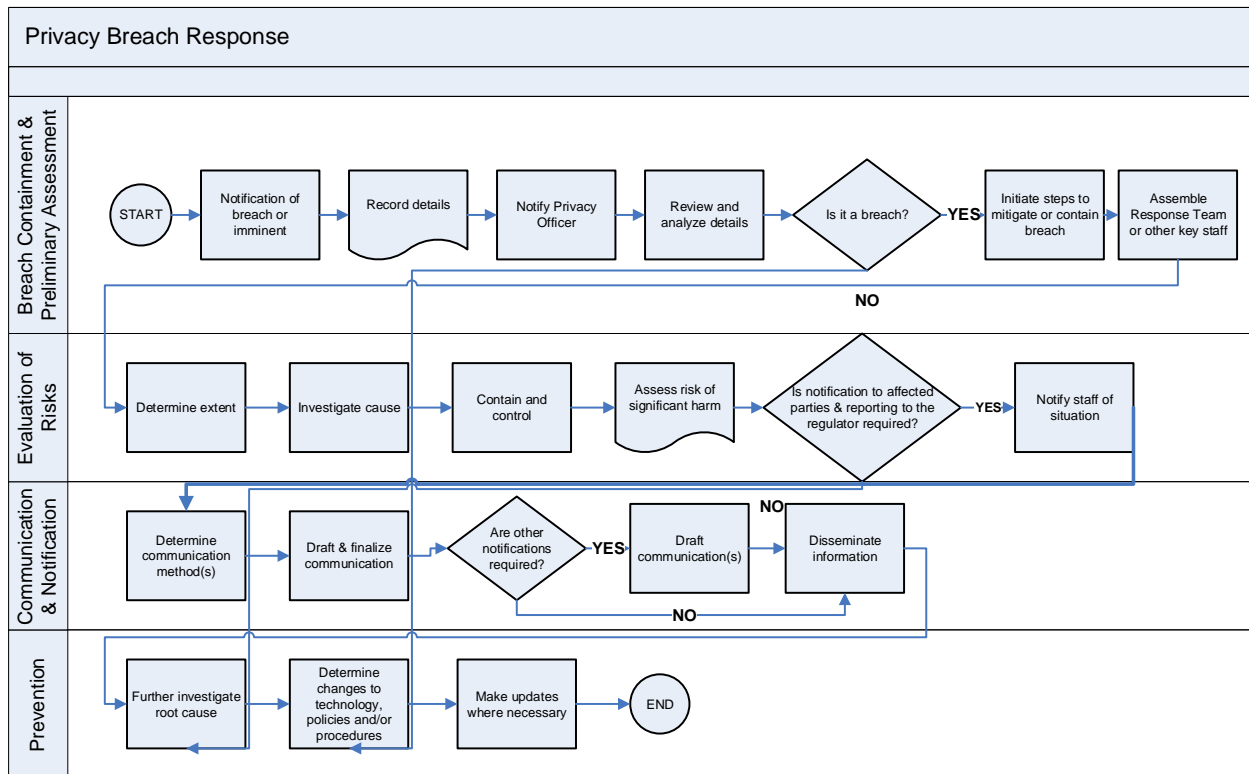 Privacy Breach Response
Breach Containment &
Preliminary Assessment
START
Notification of
breach or
imminent
Record details
Notify Privacy
Officer
Review and
analyze details
Is it a breach?
YES
Initiate steps to
mitigate or contain
breach
Assemble
Response Team
or other key staff
NO
Evaluation of
Risks
Determine extent
Investigate cause
Contain and
control
Assess risk of
significant harm
Is notification to affected
parties & reporting to the
regulator required?
YES
Notify staff of
situation
NO
Communication
& Notification
Determine
communication
method(s)
Draft & finalize
communication
Are other
notifications
required?
YES
Draft
communication(s)
Disseminate
information
NO
Prevention
Further investigate
root cause
Determine
changes to
technology,
policies and/or
procedures
Make updates
where necessary
END